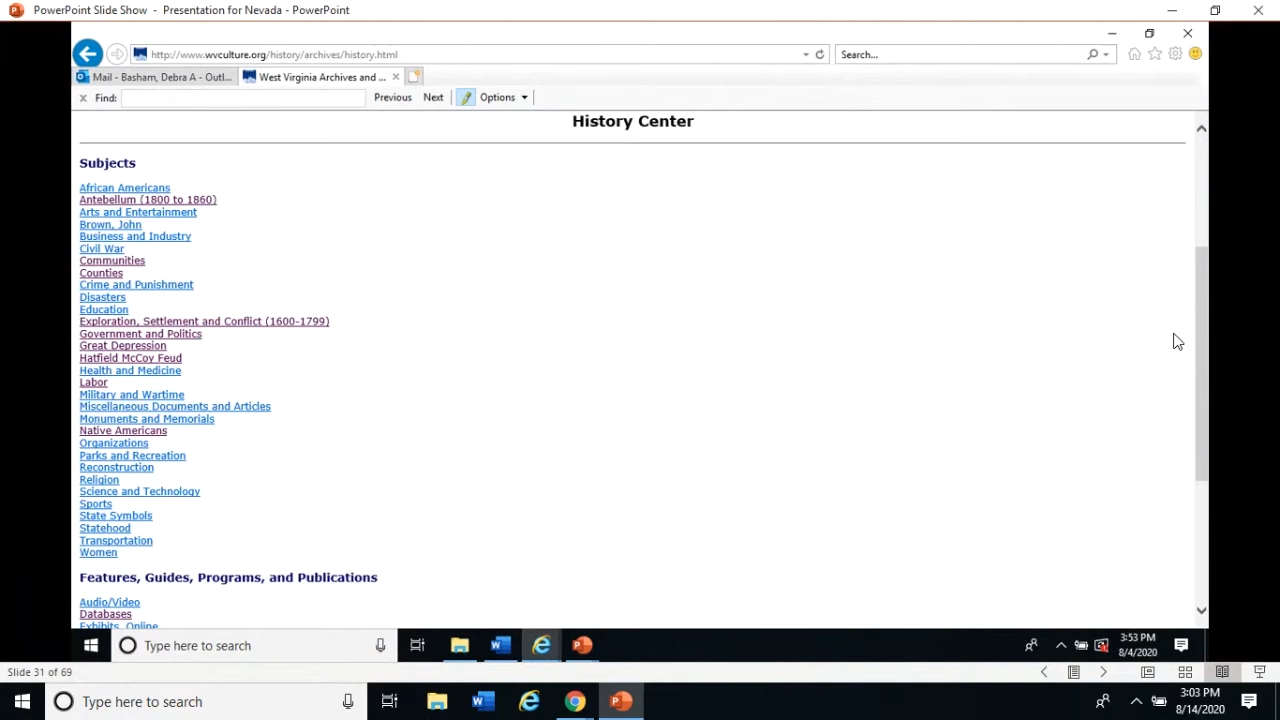 PowerPoint Slide Show - Presentation for Nevada - PowerPoint
http://www.wvculture.org/history/archives/history.html
Search...
Mail - Basham, Debra A - Outl...
West Virginia Archives and ...
Find:
Previous
Next
Options
History Center
Subjects
African Americans
Antebellum (1800 to 1860)
Arts and Entertainment
Brown, John
Business and Industry
Civil War
Communities
Counties
Crime and Punishment
Disasters
Education
Exploration, Settlement and Conflict (1600-1799)
Government and Politics
Great Depression
Hatfield McCoy Feud
Health and Medicine
Labor
Military and Wartime
Miscellaneous Documents and Articles
Monuments and Memorials
Native Americans
Organizations
Parks and Recreation
Reconstruction
Religion
Science and Technology
Sports
State Symbols
Statehood
Transportation
Women
Features, Guides, Programs, and Publications
Audio/Video
Databases
Exhibits, Online
Type here to search
3:53 PM
8/4/2020
Slide 31 of 69
Type here to search
3:03 PM
8/14/2020